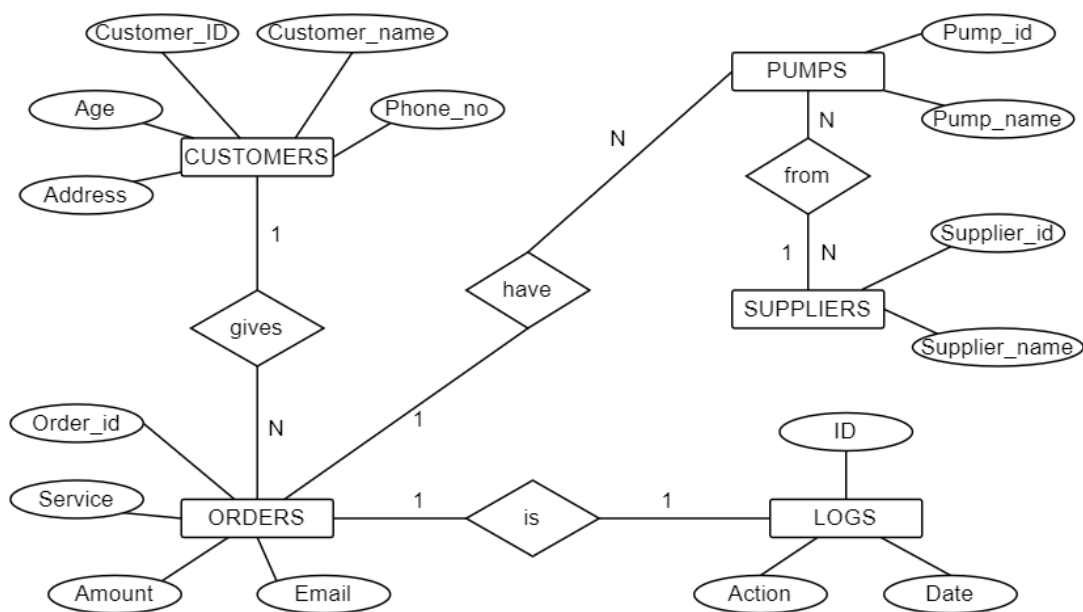 Customer_ID
Customer_name
Pump_id
PUMPS
Age
Phone_no
Pump_name
N
N
CUSTOMERS
from
Address
1
Supplier_id
1
N
have
SUPPLIERS
gives
Supplier_name
1
Order_id
N
ID
Service
1
1
ORDERS
is
LOGS
Amount
Email
Action
Date